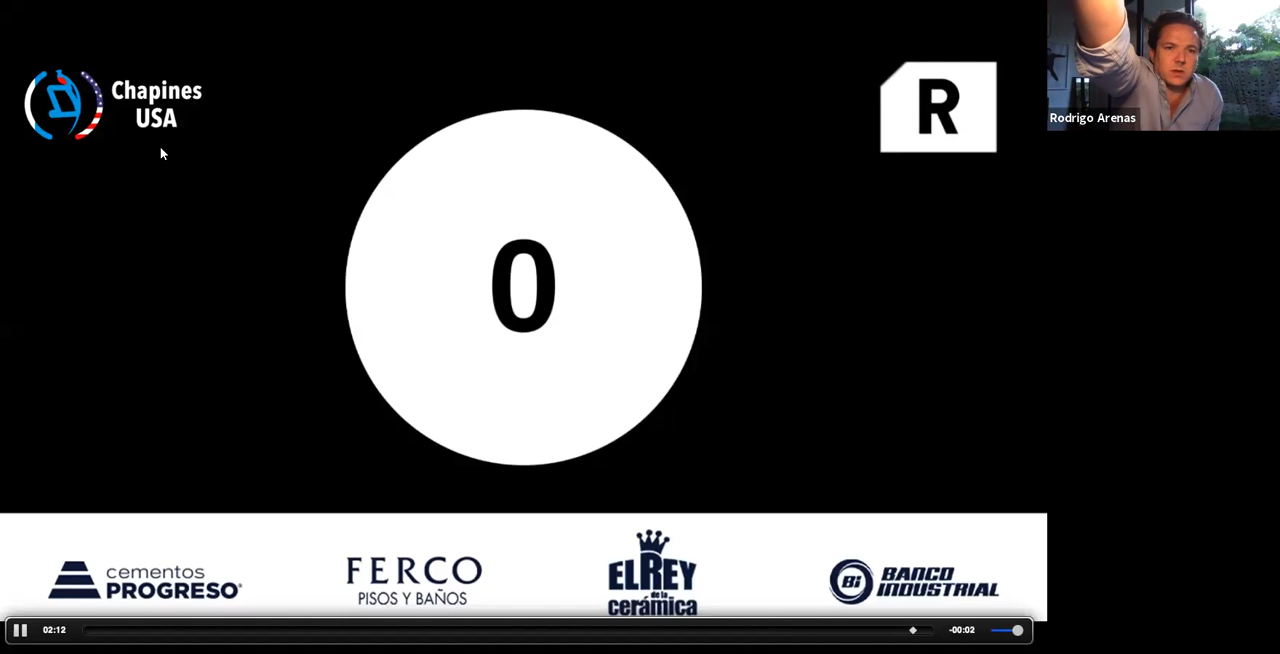 Chapines
USA
R
Rodrigo Arenas
0
cementos
PROGRESO®
FERCO
PISOS Y BAÑOS
EL REY
de la
cerámica
Bi BANCO
INDUSTRIAL
02:12
-00:02